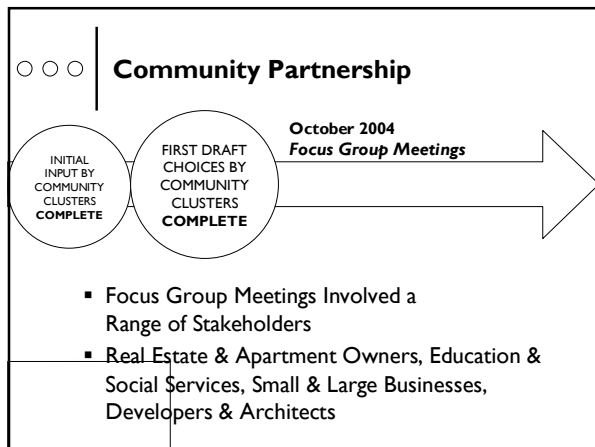 Community Partnership
INITIAL
INPUT BY
COMMUNITY
CLUSTERS
COMPLETE
FIRST DRAFT
CHOICES BY
COMMUNITY
CLUSTERS
COMPLETE
October 2004
Focus Group Meetings
▪ Focus Group Meetings Involved a
Range of Stakeholders
▪ Real Estate & Apartment Owners, Education &
Social Services, Small & Large Businesses,
Developers & Architects